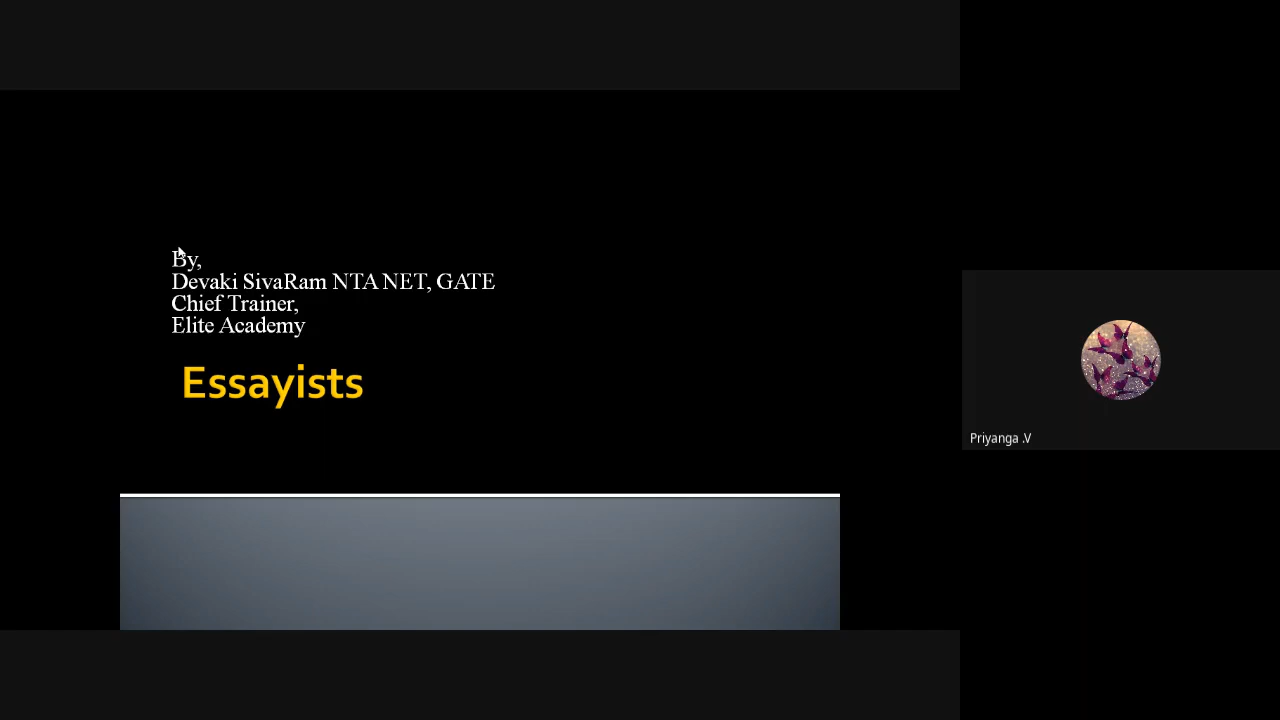 By,
Devaki SivaRam NTA NET, GATE
Chief Trainer,
Elite Academy
Essayists
Priyanga .V